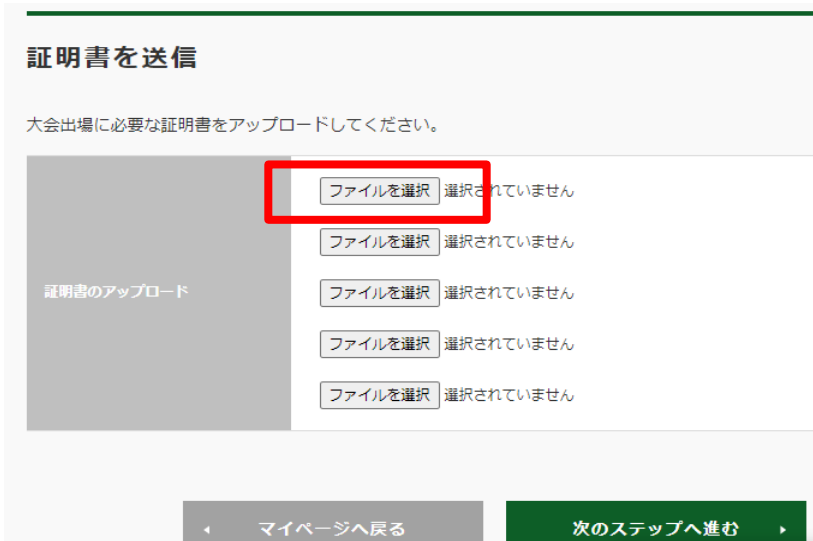 証明書を送信
大会出場に必要な証明書をアップロードしてください。
ファイルを選択 選択されていません
ファイルを選択 選択されていません
証明書のアップロード ファイルを選択 選択されていません
ファイルを選択 選択されていません
ファイルを選択 選択されていません
マイページへ戻る 次のステップへ進む